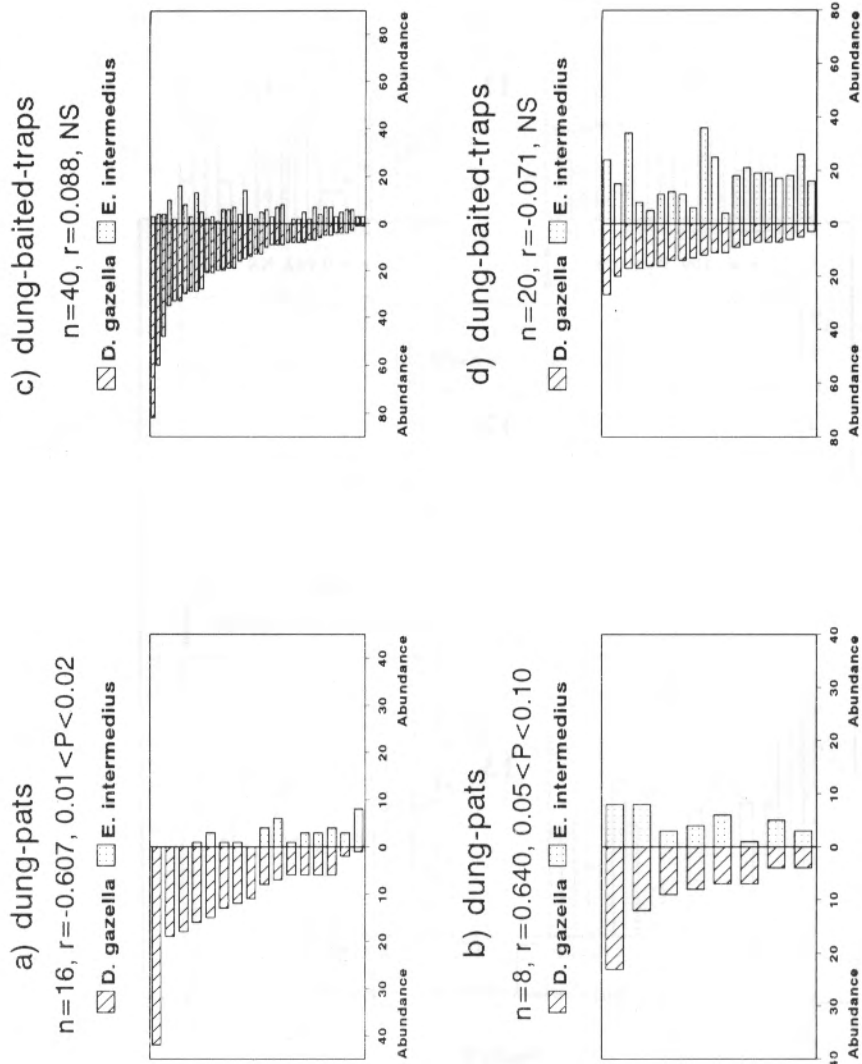 a) dung-pats
n=16, r=-0.607, 0.01<P<0.02
D. gazella E. intermedius
40 30 20 10 0 10 20 30 40
Abundance Abundance
b) dung-pats
n=8, r=0.640, 0.05<P<0.10
D. gazella E. intermedius
40 30 20 10 0 10 20 30 40
Abundance Abundance
c) dung-baited-traps
n=40, r=0.088, NS
D. gazella E. intermedius
80 60 40 20 0 20 40 60 80
Abundance Abundance
d) dung-baited-traps
n=20, r=-0.071, NS
D. gazella E. intermedius
80 60 40 20 0 20 40 60 80
Abundance Abundance